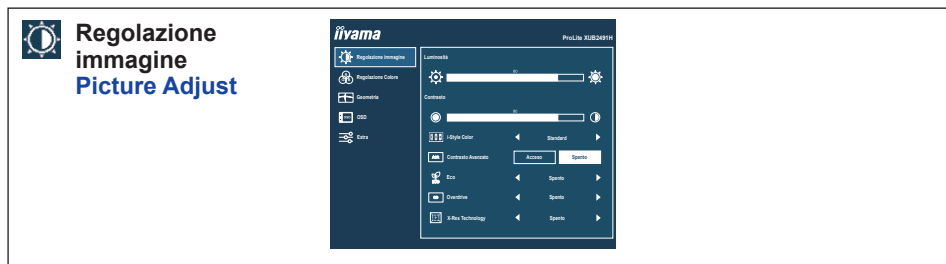 Regolazione
immagine
Picture Adjust
iiyama
ProLite XUB2491H
Regolazione Immagine
Regolazione Colore
Geometria
OSD
Extra
Luminosità
80
Contrasto
80
i-Style Color
Standard
Contrasto Avanzato
Acceso
Spento
Eco
Spento
Overdrive
Spento
X-Res Technology
Spento